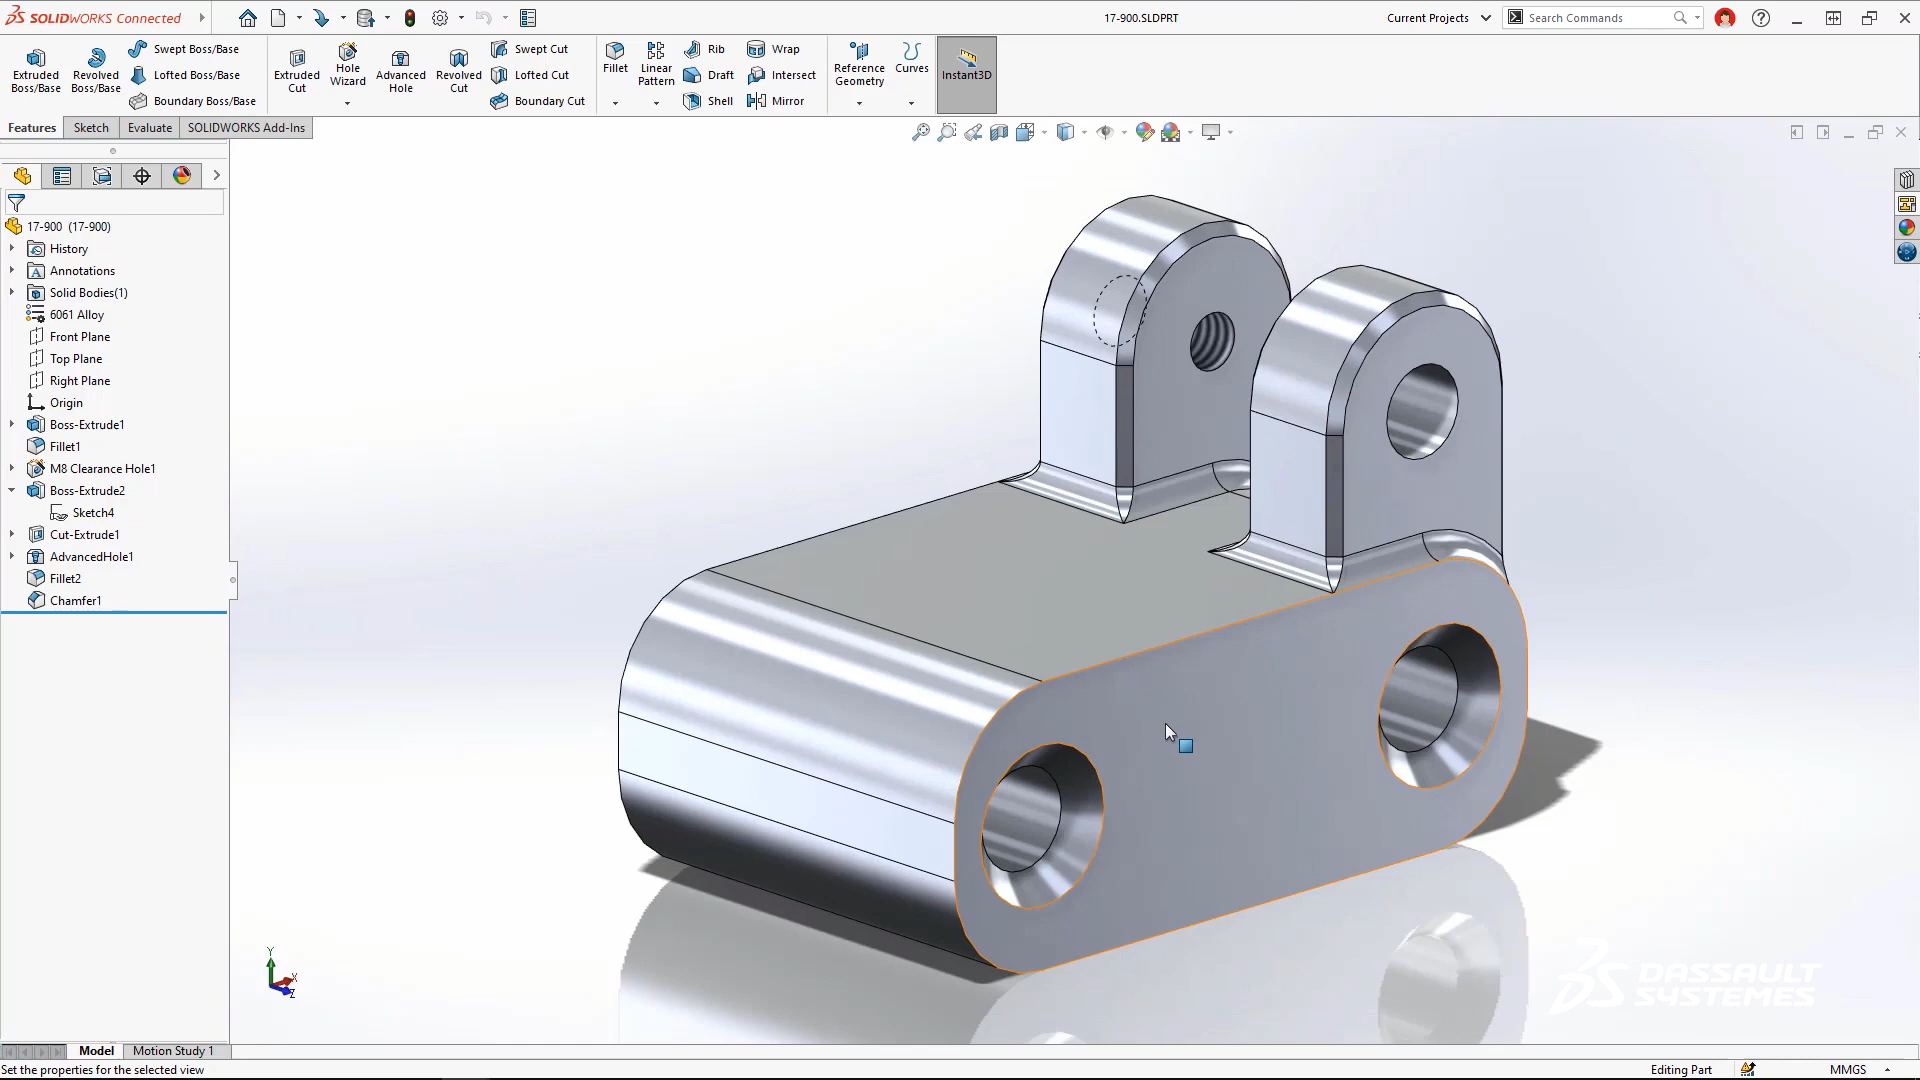 SOLIDWORKS Connected
17-900.SLDPRT
Current Projects
Search Commands
Extruded Boss/Base
Revolved Boss/Base
Swept Boss/Base
Lofted Boss/Base
Boundary Boss/Base
Extruded Cut
Hole Wizard
Advanced Hole
Revolved Cut
Swept Cut
Lofted Cut
Boundary Cut
Fillet
Linear Pattern
Rib
Draft
Shell
Wrap
Intersect
Mirror
Reference Geometry
Curves
Instant3D
Features
Sketch
Evaluate
SOLIDWORKS Add-Ins
17-900 (17-900)
History
Annotations
Solid Bodies(1)
6061 Alloy
Front Plane
Top Plane
Right Plane
Origin
Boss-Extrude1
Fillet1
M8 Clearance Hole1
Boss-Extrude2
Sketch4
Cut-Extrude1
AdvancedHole1
Fillet2
Chamfer1
Y
X
Z
DASSAULT
SYSTEMES
Model
Motion Study 1
Set the properties for the selected view
Editing Part
MMGS